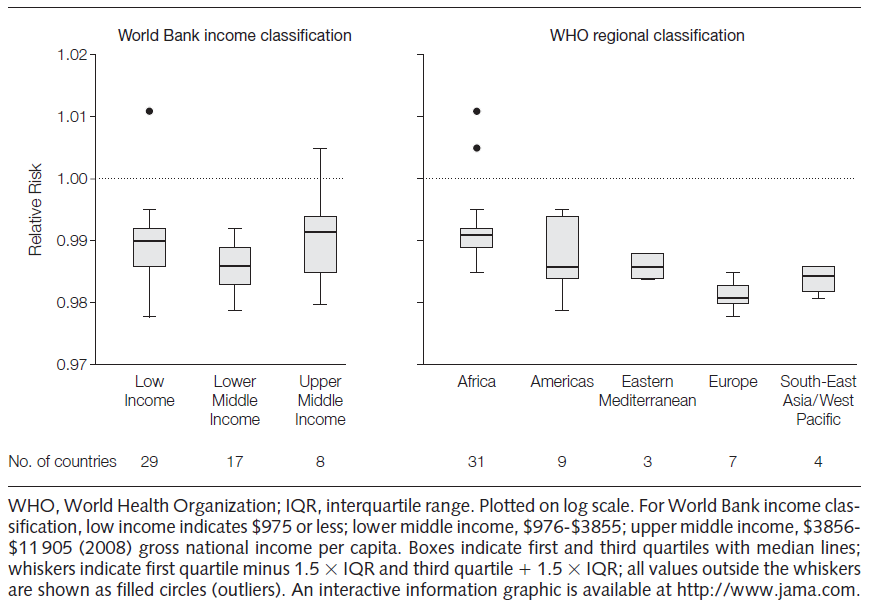 World Bank income classification
WHO regional classification
1.02
1.01
1.00
0.99
0.98
0.97
Relative Risk
Low Income
Lower Middle Income
Upper Middle Income
Africa
Americas
Eastern Mediterranean
Europe
South-East Asia/West Pacific
No. of countries 29 17 8 31 9 3 7 4
WHO, World Health Organization; IQR, interquartile range. Plotted on log scale. For World Bank income clas-
sification, low income indicates $975 or less; lower middle income, $976-$3855; upper middle income, $3856-
$11 905 (2008) gross national income per capita. Boxes indicate first and third quartiles with median lines;
whiskers indicate first quartile minus 1.5 × IQR and third quartile + 1.5 × IQR; all values outside the whiskers
are shown as filled circles (outliers). An interactive information graphic is available at http://www.jama.com.